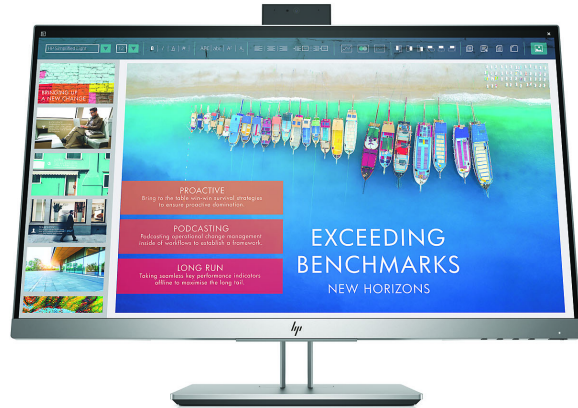 BRINGING UP
A NEW CHANGE
PROACTIVE
Bring to the table win-win survival strategies
to ensure proactive domination.
PODCASTING
Podcasting operational change management
inside of workflows to establish a framework.
LONG RUN
Taking seamless key performance indicators
offline to maximise the long tail.
EXCEEDING
BENCHMARKS
NEW HORIZONS
hp